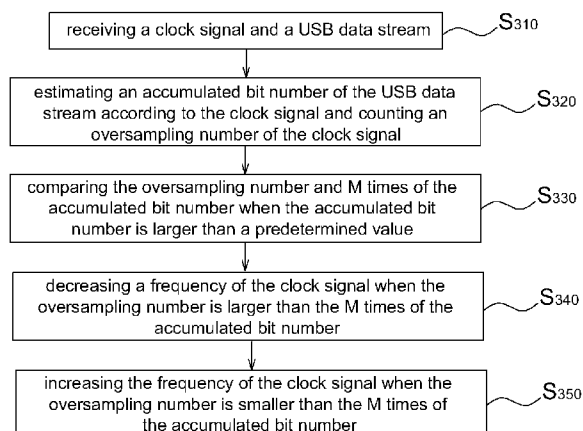 receiving a clock signal and a USB data stream
S310
estimating an accumulated bit number of the USB data
stream according to the clock signal and counting an
oversampling number of the clock signal
S320
comparing the oversampling number and M times of the
accumulated bit number when the accumulated bit
number is larger than a predetermined value
S330
decreasing a frequency of the clock signal when the
oversampling number is larger than the M times of the
accumulated bit number
S340
increasing the frequency of the clock signal when the
oversampling number is smaller than the M times of
the accumulated bit number
S350